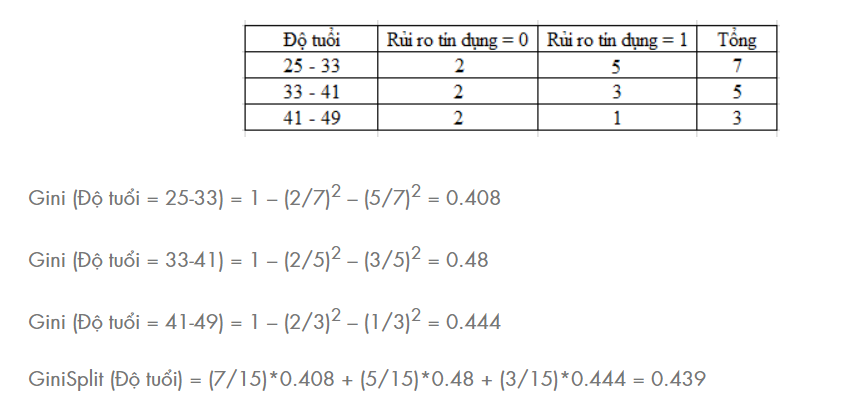 Độ tuổi Rủi ro tín dụng = 0 Rủi ro tín dụng = 1 Tổng
25 - 33 2 5 7
33 - 41 2 3 5
41 - 49 2 1 3
Gini (Độ tuổi = 25-33) = 1 – (2/7)² – (5/7)² = 0.408
Gini (Độ tuổi = 33-41) = 1 – (2/5)² – (3/5)² = 0.48
Gini (Độ tuổi = 41-49) = 1 – (2/3)² – (1/3)² = 0.444
GiniSplit (Độ tuổi) = (7/15)*0.408 + (5/15)*0.48 + (3/15)*0.444 = 0.439